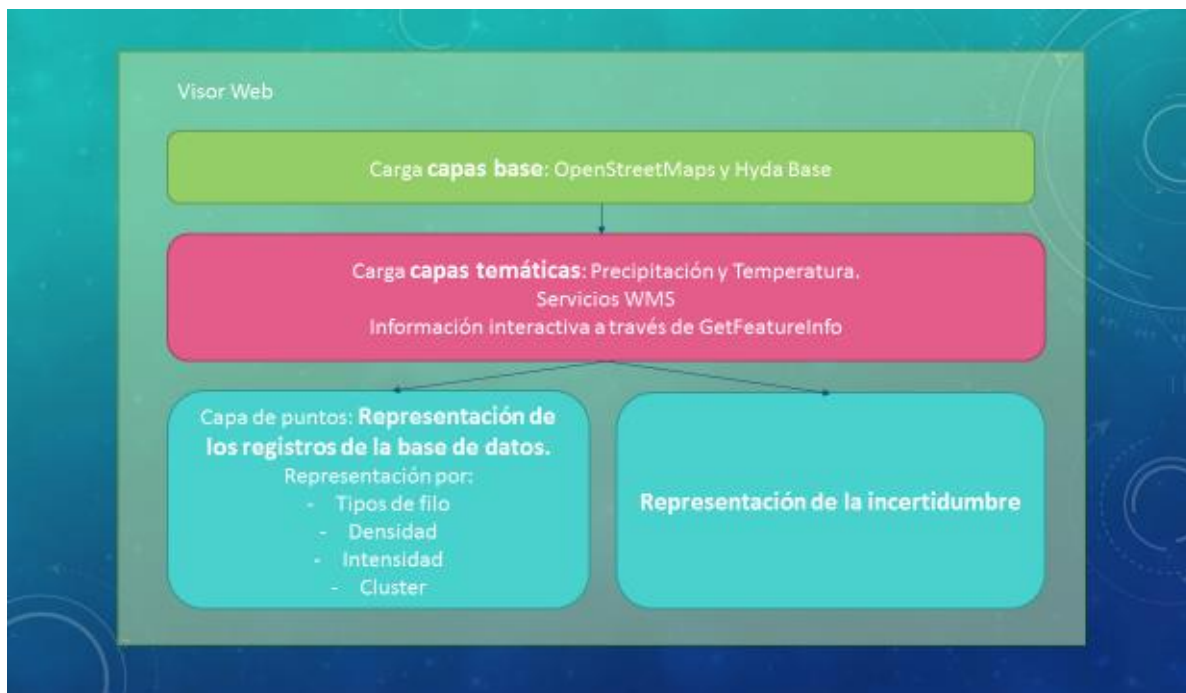 Visor Web
Carga capas base: OpenStreetMaps y Hyda Base
Carga capas temáticas: Precipitación y Temperatura.
Servicios WMS
Información interactiva a través de GetFeatureInfo
Capa de puntos: Representación de
los registros de la base de datos.
Representación por:
- Tipos de filo
- Densidad
- Intensidad
- Cluster
Representación de la incertidumbre